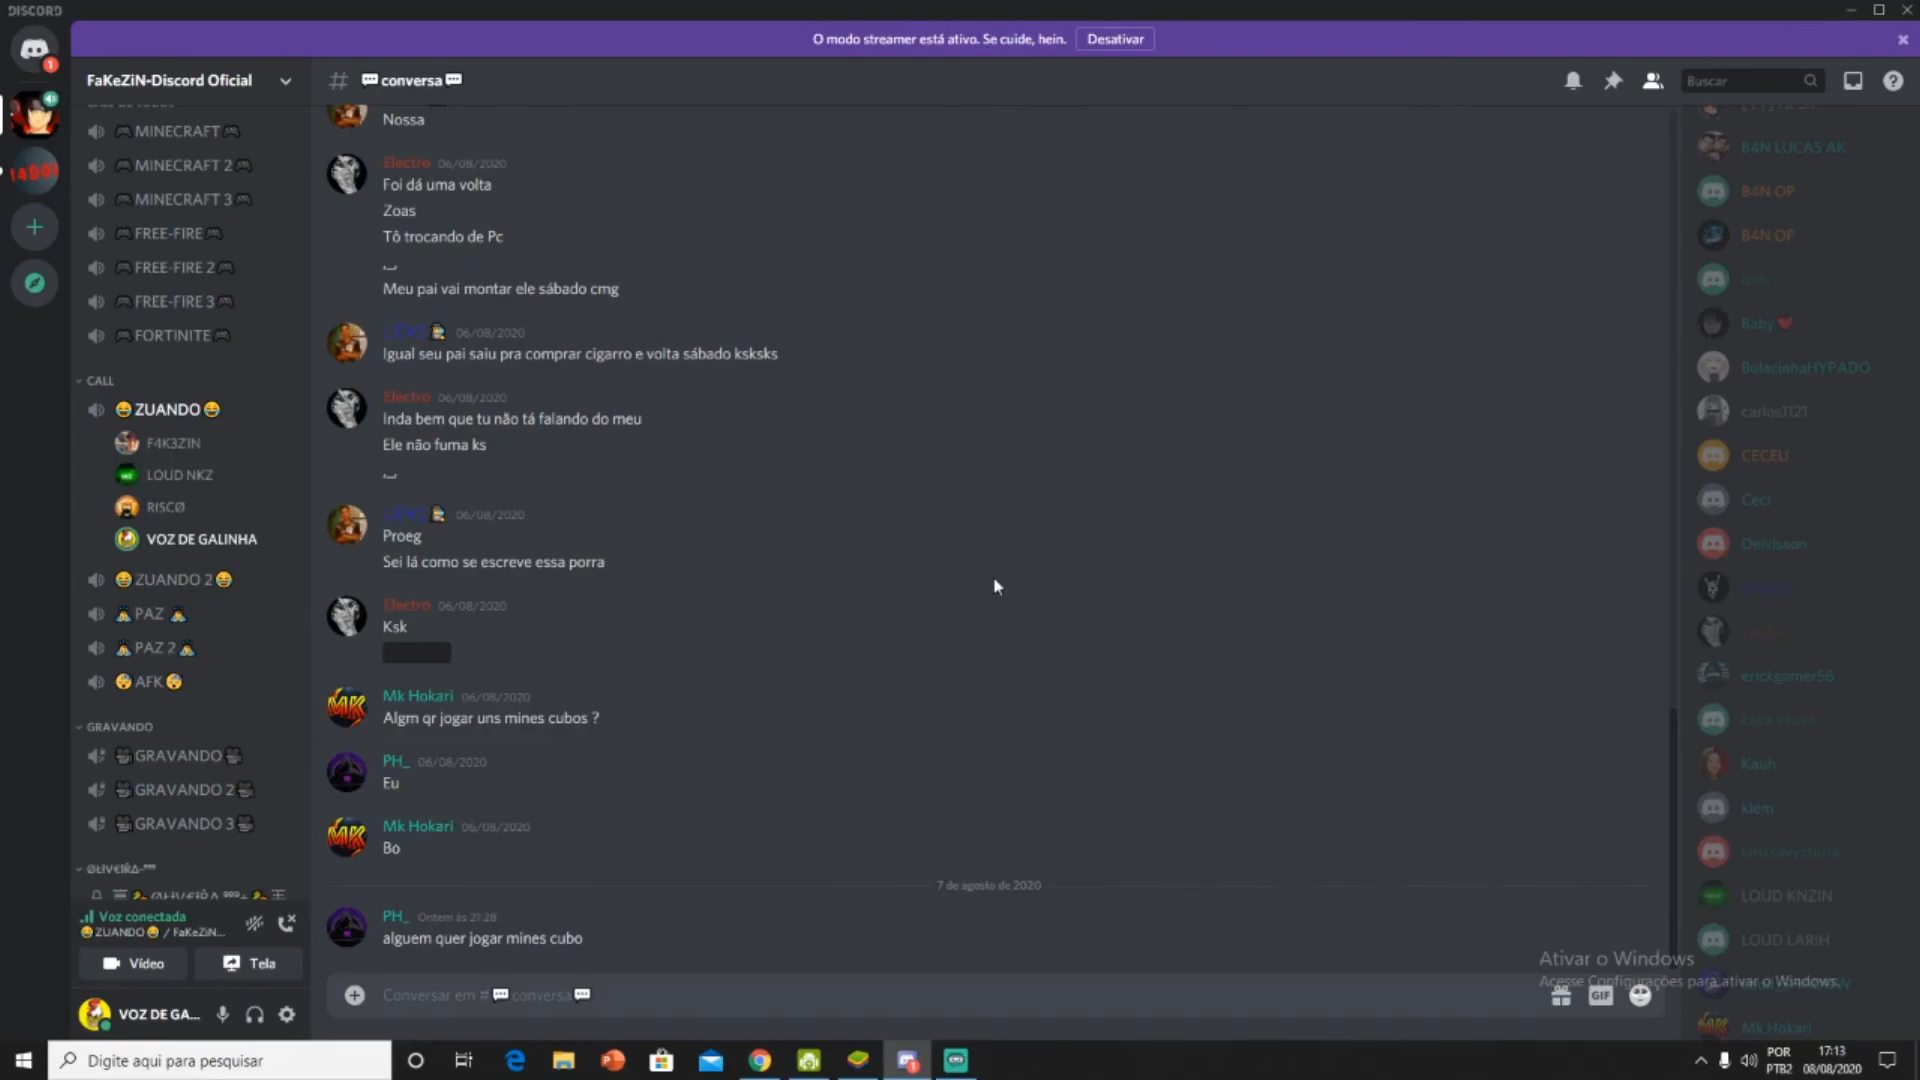 DISCORD
O modo streamer está ativo. Se cuide, hein. Desativar
FaKeZiN-Discord Oficial
conversa
Buscar
MINECRAFT
MINECRAFT 2
MINECRAFT 3
FREE-FIRE
FREE-FIRE 2
FREE-FIRE 3
FORTINITE
CALL
ZUANDO
F4K3Z1N
LOUD NKZ
RISCØ
VOZ DE GALINHA
ZUANDO 2
PAZ
PAZ 2
AFK
GRAVANDO
GRAVANDO
GRAVANDO 2
GRAVANDO 3
Voz conectada
ZUANDO / FaKeZiN...
Vídeo
Tela
VOZ DE GA...
Nossa
Electro 06/08/2020
Foi dá uma volta
Zoas
Tô trocando de Pc
Meu pai vai montar ele sábado cmg
06/08/2020
Igual seu pai saiu pra comprar cigarro e volta sábado ksksks
Electro 06/08/2020
Inda bem que tu não tá falando do meu
Ele não fuma ks
06/08/2020
Proeg
Sei lá como se escreve essa porra
Electro 06/08/2020
Ksk
Mk Hokari 06/08/2020
Algm qr jogar uns mines cubos ?
PH_ 06/08/2020
Eu
Mk Hokari 06/08/2020
Bo
7 de agosto de 2020
PH_ Ontem às 21:28
alguem quer jogar mines cubo
Conversar em # conversa
GIF
B4N LUCAS AK
B4N OP
B4N OP
Baby
BulacinhaHYPADO
carlos1121
CECEU
Ceci
Deivisson
erickgamer56
Kauh
klem
LOUD KNZIN
LOUD LARIH
Mk Hokari
Ativar o Windows
Acesse Configurações para ativar o Windows.
Digite aqui para pesquisar
POR
PTB2
17:13
08/08/2020